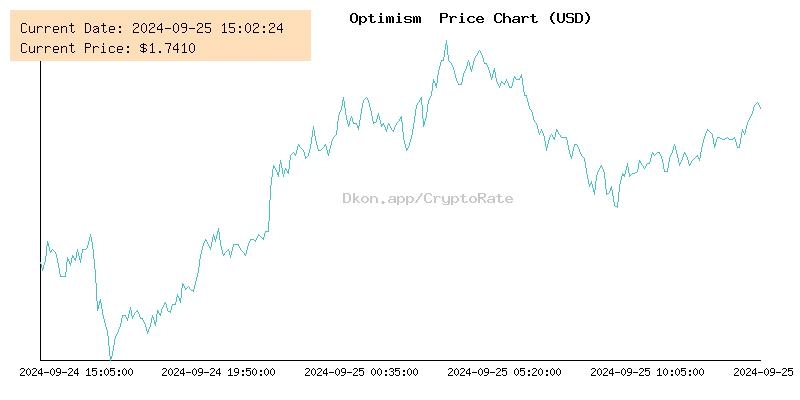 Optimism Price Chart (USD)
Current Date: 2024-09-25 15:02:24
Current Price: $1.7410
Dkon.app/CryptoRate
2024-09-24 15:05:00 2024-09-24 19:50:00 2024-09-25 00:35:00 2024-09-25 05:20:00 2024-09-25 10:05:00 2024-09-25